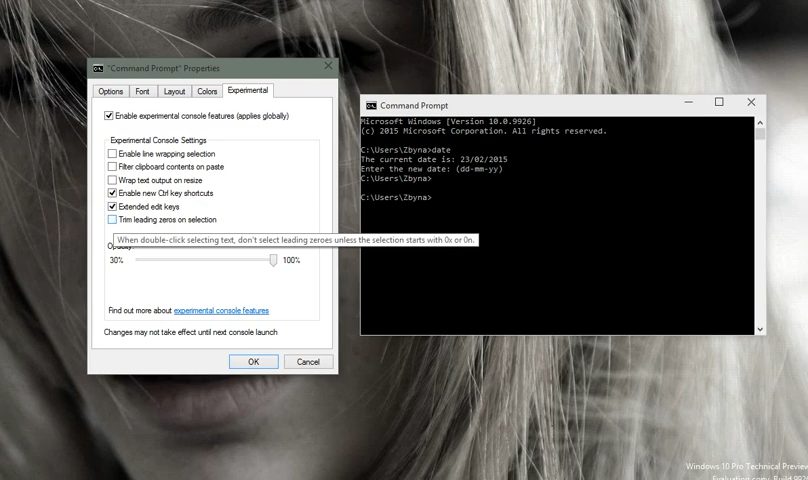 "Command Prompt" Properties
Options Font Layout Colors Experimental
Enable experimental console features (applies globally)
Experimental Console Settings
Enable line wrapping selection
Filter clipboard contents on paste
Wrap text output on resize
Enable new Ctrl key shortcuts
Extended edit keys
Trim leading zeros on selection
When double-click selecting text, don't select leading zeroes unless the selection starts with 0x or 0n.
30% 100%
Find out more about experimental console features
Changes may not take effect until next console launch
OK Cancel
Command Prompt
Microsoft Windows [Version 10.0.9926]
(c) 2015 Microsoft Corporation. All rights reserved.
C:\Users\Zbyna>date
The current date is: 23/02/2015
Enter the new date: (dd-mm-yy)
C:\Users\Zbyna>
C:\Users\Zbyna>
Windows 10 Pro Technical Preview
Evaluation copy. Build 992